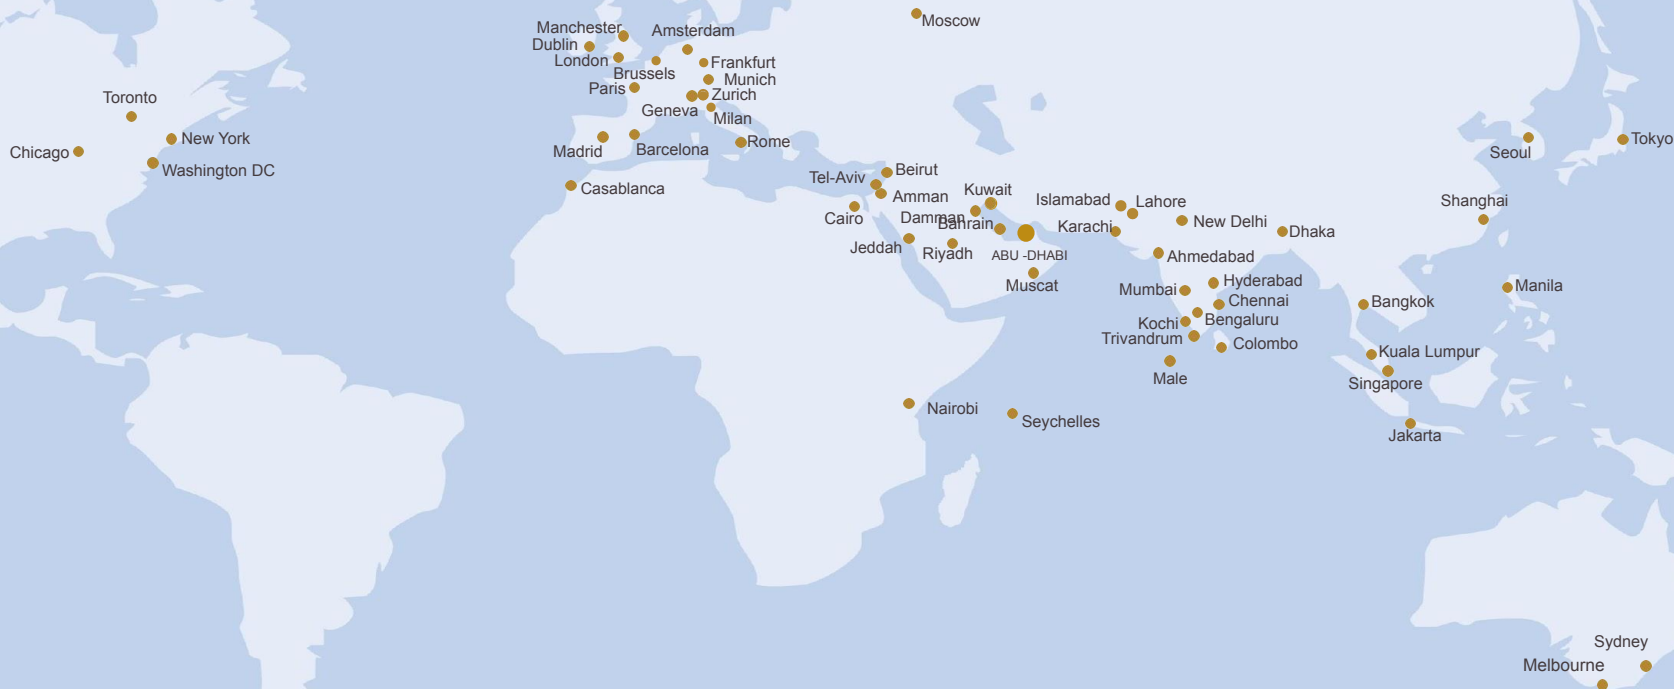 Moscow
Manchester
Amsterdam
Dublin
London
Frankfurt
Brussels
Munich
Paris
Zurich
Toronto
Geneva
Milan
New York
Tokyo
Rome
Chicago
Madrid
Barcelona
Seoul
Washington DC
Beirut
Tel-Aviv
Casablanca
Kuwait
Amman
Islamabad
Lahore
Shanghai
Cairo
Damman
Bahrain
New Delhi
Karachi
Dhaka
Jeddah
Riyadh
ABU -DHABI
Ahmedabad
Hyderabad
Muscat
Manila
Mumbai
Chennai
Bangkok
Bengaluru
Kochi
Trivandrum
Colombo
Kuala Lumpur
Male
Singapore
Nairobi
Seychelles
Jakarta
Sydney
Melbourne